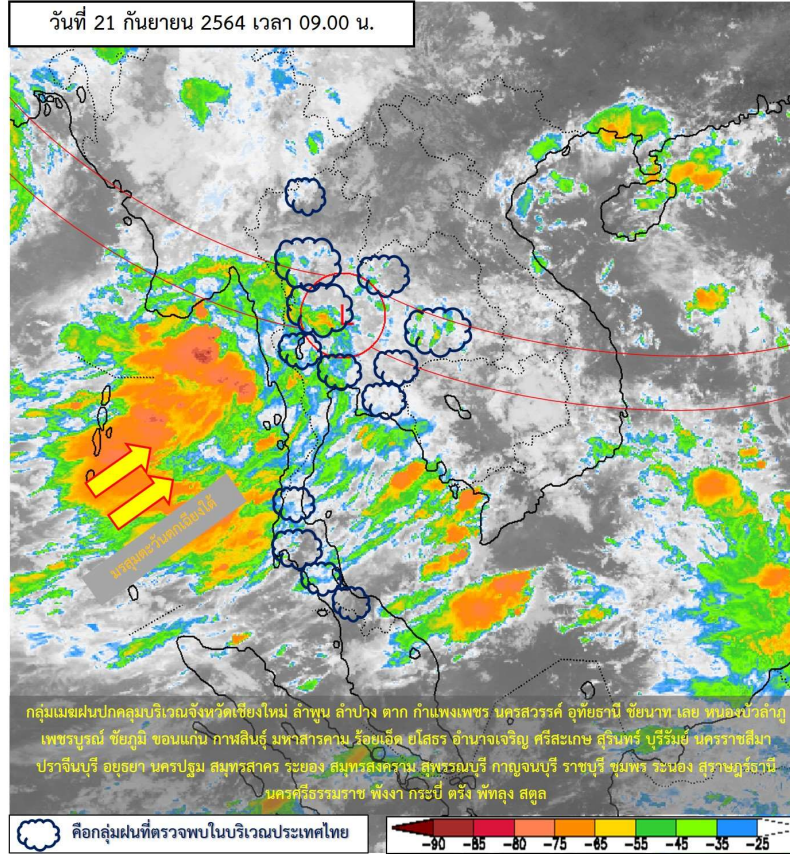 วันที่ 21 กันยายน 2564 เวลา 09.00 น.
L
มรสุมตะวันตกเฉียงใต้
กลุ่มเมฆฝนปกคลุมบริเวณจังหวัดเชียงใหม่ ลำพูน ลำปาง ตาก กำแพงเพชร นครสวรรค์ อุทัยธานี ชัยนาท เลย หนองบัวลำภู
เพชรบูรณ์ ชัยภูมิ ขอนแก่น กาฬสินธุ์ มหาสารคาม ร้อยเอ็ด ยโสธร อำนาจเจริญ ศรีสะเกษ สุรินทร์ บุรีรัมย์ นครราชสีมา
ปราจีนบุรี อยุธยา นครปฐม สมุทรสาคร ระยอง สมุทรสงคราม สุพรรณบุรี กาญจนบุรี ราชบุรี ชุมพร ระนอง สุราษฎร์ธานี
นครศรีธรรมราช พังงา กระบี่ ตรัง พัทลุง สตูล
คือกลุ่มฝนที่ตรวจพบในบริเวณประเทศไทย
-90 -85 -80 -75 -65 -55 -45 -35 -25